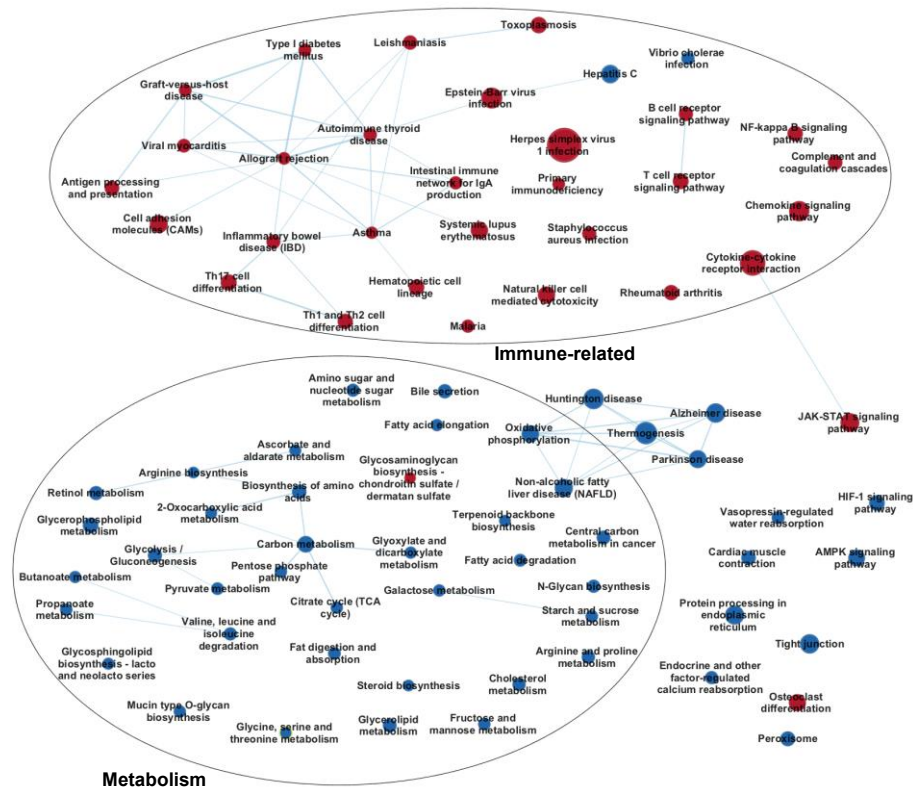 Toxoplasmosis
Type I diabetes
mellitus
Leishmaniasis
Vibrio cholerae
infection
Hepatitis C
Graft-versus-host
disease
Epstein-Barr virus
infection
B cell receptor
signaling pathway
NF-kappa B signaling
pathway
Autoimmune thyroid
disease
Herpes simplex virus
1 infection
Viral myocarditis
Allograft rejection
Complement and
coagulation cascades
Antigen processing
and presentation
Intestinal immune
network for IgA
production
Primary
immunodeficiency
T cell receptor
signaling pathway
Cell adhesion
molecules (CAMs)
Chemokine signaling
pathway
Inflammatory bowel
disease (IBD)
Asthma
Systemic lupus
erythematosus
Staphylococcus
aureus infection
Cytokine-cytokine
receptor interaction
Th17 cell
differentiation
Hematopoietic cell
lineage
Natural killer cell
mediated cytotoxicity
Rheumatoid arthritis
Th1 and Th2 cell
differentiation
Malaria
Immune-related
Amino sugar and
nucleotide sugar
metabolism
Bile secretion
Huntington disease
Alzheimer disease
JAK-STAT signaling
pathway
Fatty acid elongation
Oxidative
phosphorylation
Thermogenesis
Parkinson disease
Ascorbate and
aldarate metabolism
Glycosaminoglycan
biosynthesis -
chondroitin sulfate /
dermatan sulfate
Arginine biosynthesis
Retinol metabolism
Biosynthesis of amino
acids
Non-alcoholic fatty
liver disease (NAFLD)
HIF-1 signaling
pathway
Glycerophospholipid
metabolism
2-Oxocarboxylic acid
metabolism
Terpenoid backbone
biosynthesis
Vasopressin-regulated
water reabsorption
Central carbon
metabolism in cancer
Glycolysis /
Gluconeogenesis
Carbon metabolism
Glyoxylate and
dicarboxylate
metabolism
Fatty acid degradation
Cardiac muscle
contraction
AMPK signaling
pathway
Butanoate metabolism
Pentose phosphate
pathway
Pyruvate metabolism
Galactose metabolism
N-Glycan biosynthesis
Propanoate
metabolism
Citrate cycle (TCA
cycle)
Starch and sucrose
metabolism
Protein processing in
endoplasmic
reticulum
Valine, leucine and
isoleucine
degradation
Tight junction
Glycosphingolipid
biosynthesis - lacto
and neolacto series
Fat digestion and
absorption
Arginine and proline
metabolism
Endocrine and other
factor-regulated
calcium reabsorption
Steroid biosynthesis
Cholesterol
metabolism
Osteoclast
differentiation
Mucin type O-glycan
biosynthesis
Glycine, serine and
threonine metabolism
Glycerolipid
metabolism
Fructose and
mannose metabolism
Peroxisome
Metabolism